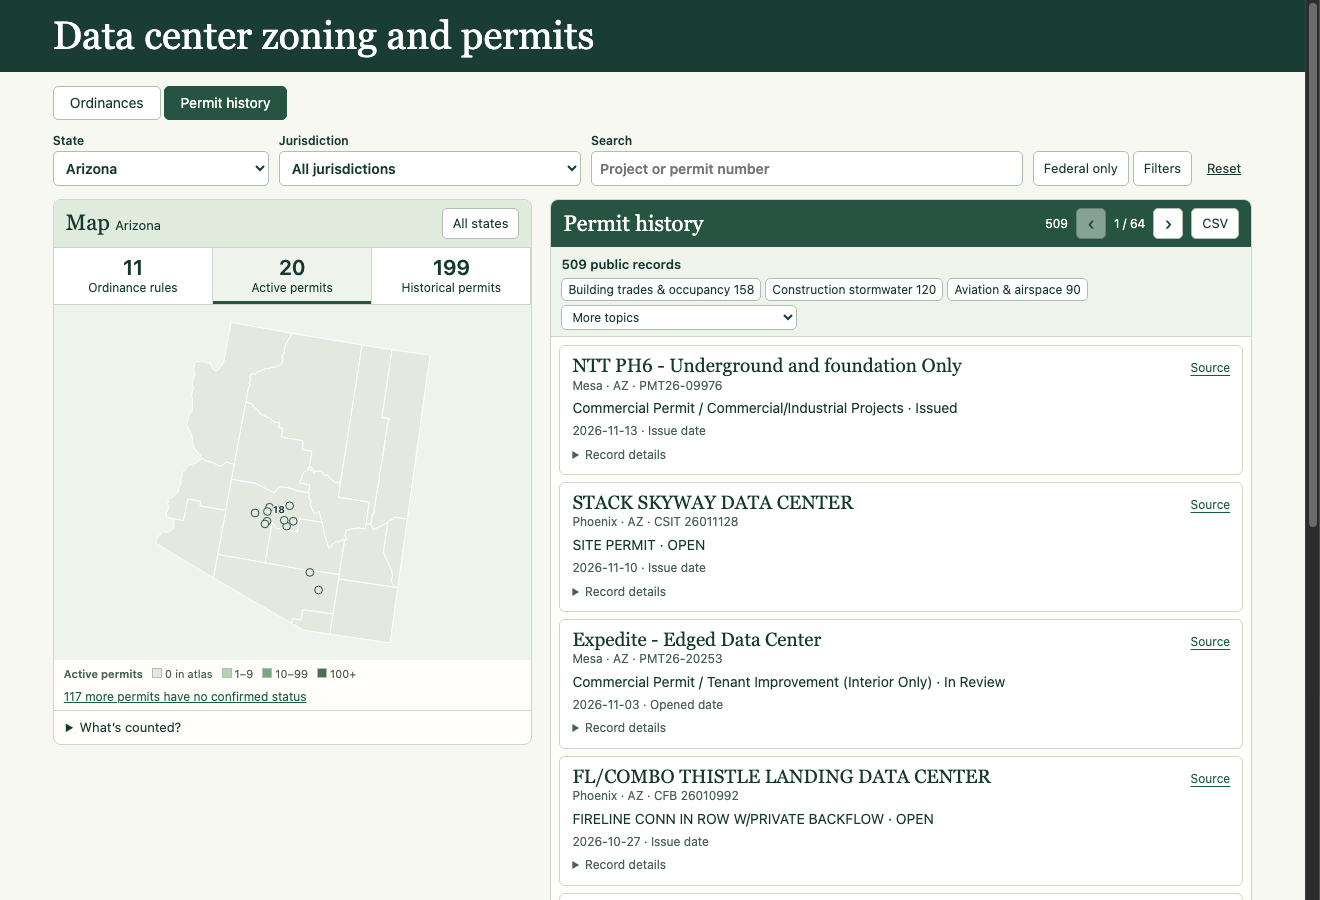 Data center zoning and permits
Ordinances
Permit history
State
Jurisdiction
Search
Arizona
All jurisdictions
Project or permit number
Federal only
Filters
Reset
Map Arizona
All states
11
Ordinance rules
20
Active permits
199
Historical permits
18
Active permits 0 in atlas 1–9 10–99 100+
117 more permits have no confirmed status
What's counted?
Permit history
509
1 / 64
CSV
509 public records
Building trades & occupancy 158
Construction stormwater 120
Aviation & airspace 90
More topics
NTT PH6 - Underground and foundation Only
Source
Mesa · AZ · PMT26-09976
Commercial Permit / Commercial/Industrial Projects · Issued
2026-11-13 · Issue date
Record details
STACK SKYWAY DATA CENTER
Source
Phoenix · AZ · CSIT 26011128
SITE PERMIT · OPEN
2026-11-10 · Issue date
Record details
Expedite - Edged Data Center
Source
Mesa · AZ · PMT26-20253
Commercial Permit / Tenant Improvement (Interior Only) · In Review
2026-11-03 · Opened date
Record details
FL/COMBO THISTLE LANDING DATA CENTER
Source
Phoenix · AZ · CFB 26010992
FIRELINE CONN IN ROW W/PRIVATE BACKFLOW · OPEN
2026-10-27 · Issue date
Record details